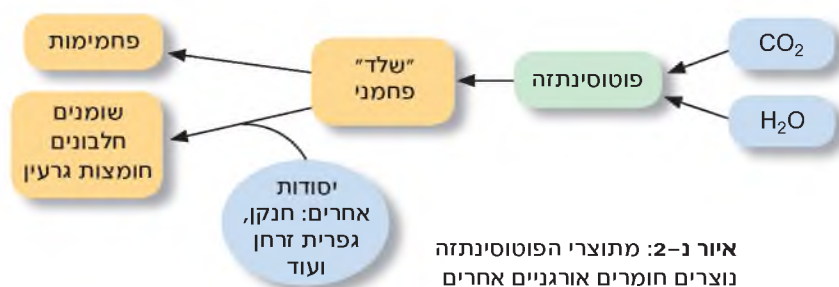 CO₂
H₂O
פוטוסינתזה
"שלד"
פחמני
פחמימות
שומנים
חלבונים
חומצות גרעין
יסודות
אחרים: חנקן,
גפרית זרחן
ועוד
איור נ–2: מתוצרי הפוטוסינתזה
נוצרים חומרים אורגניים אחרים